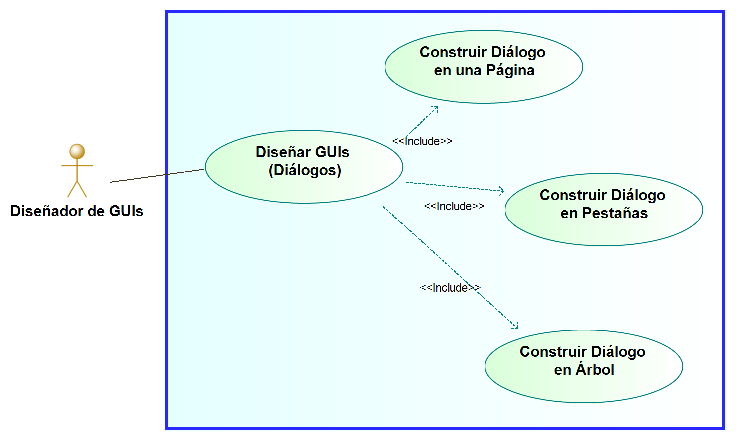 Construir Diálogo
en una Página
<<Include>>
Diseñar GUIs
(Diálogos)
Diseñador de GUIs
<<Include>>
Construir Diálogo
en Pestañas
<<Include>>
Construir Diálogo
en Árbol